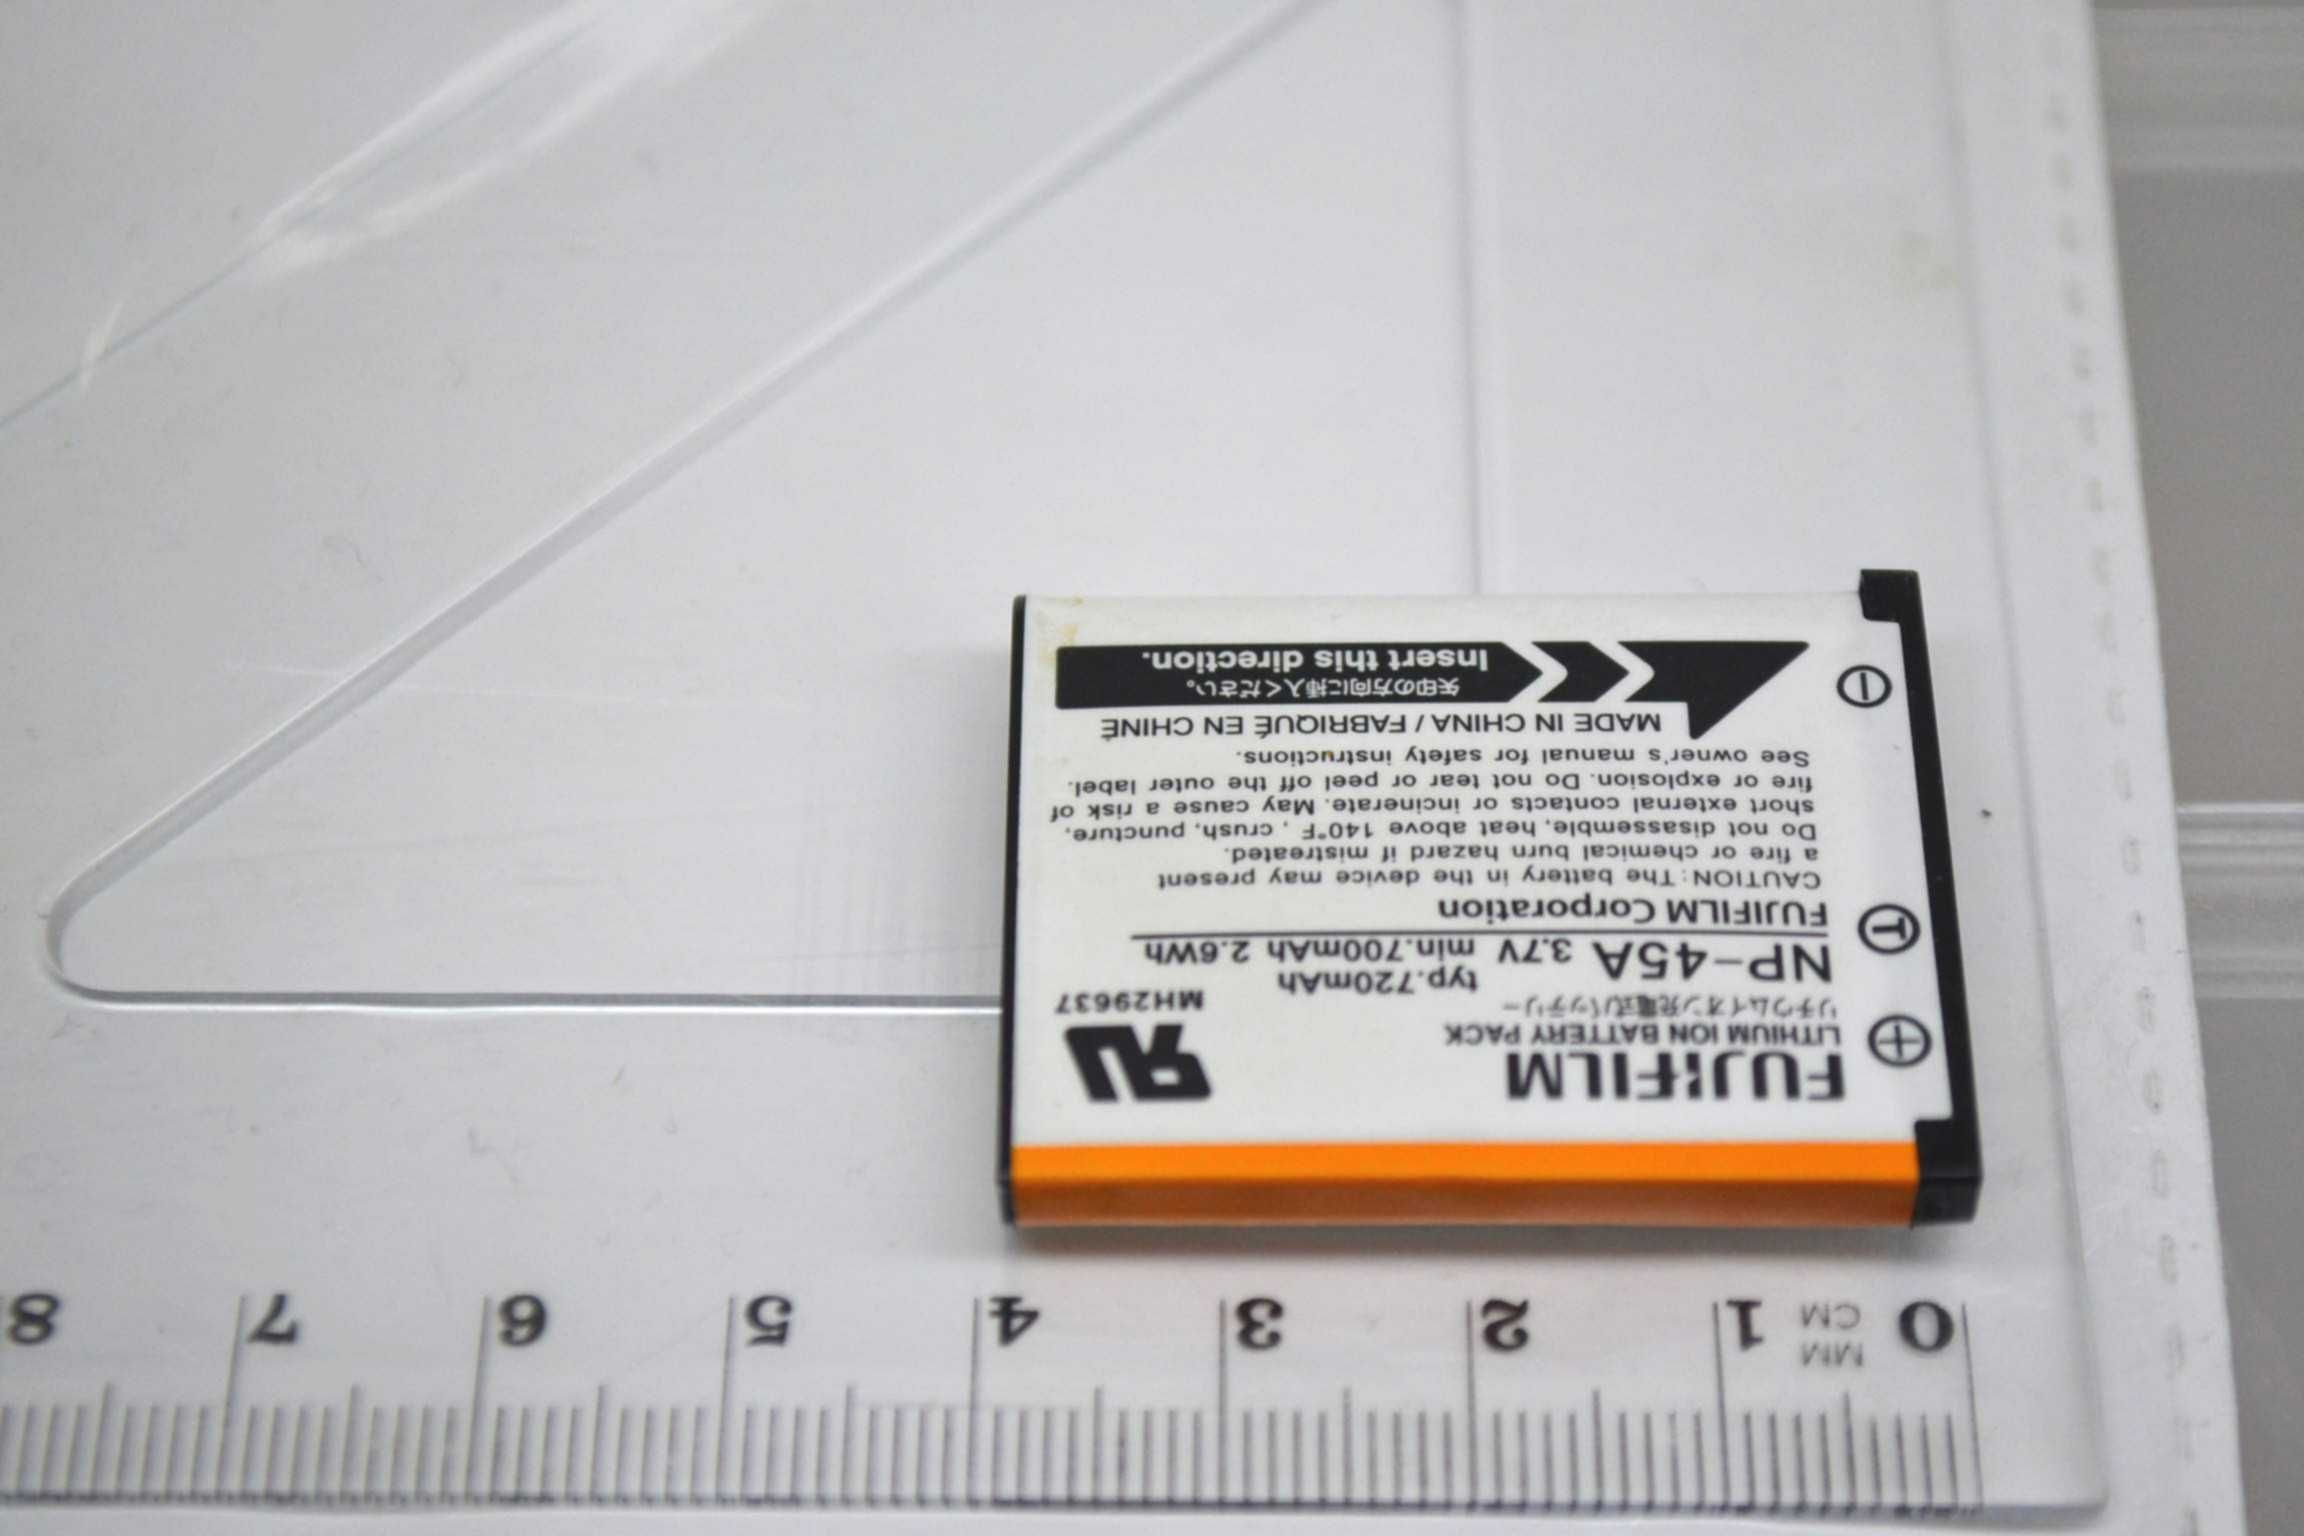 FUJIFILM
LITHIUM ION BATTERY PACK
リチウムイオン充電式バッテリー
MH29637
NP-45A 3.7V typ.720mAh
min.700mAh 2.6Wh
FUJIFILM Corporation
CAUTION: The battery in the device may present
a fire or chemical burn hazard if mistreated.
Do not disassemble, heat above 140°F, crush, puncture,
short external contacts or incinerate. May cause a risk of
fire or explosion. Do not tear or peel off the outer label.
See owner's manual for safety instructions.
MADE IN CHINA / FABRIQUÉ EN CHINE
矢印の方向に挿入ください。
Insert this direction.
T
0 1 2 3 4 5 6 7 8
MM
CM